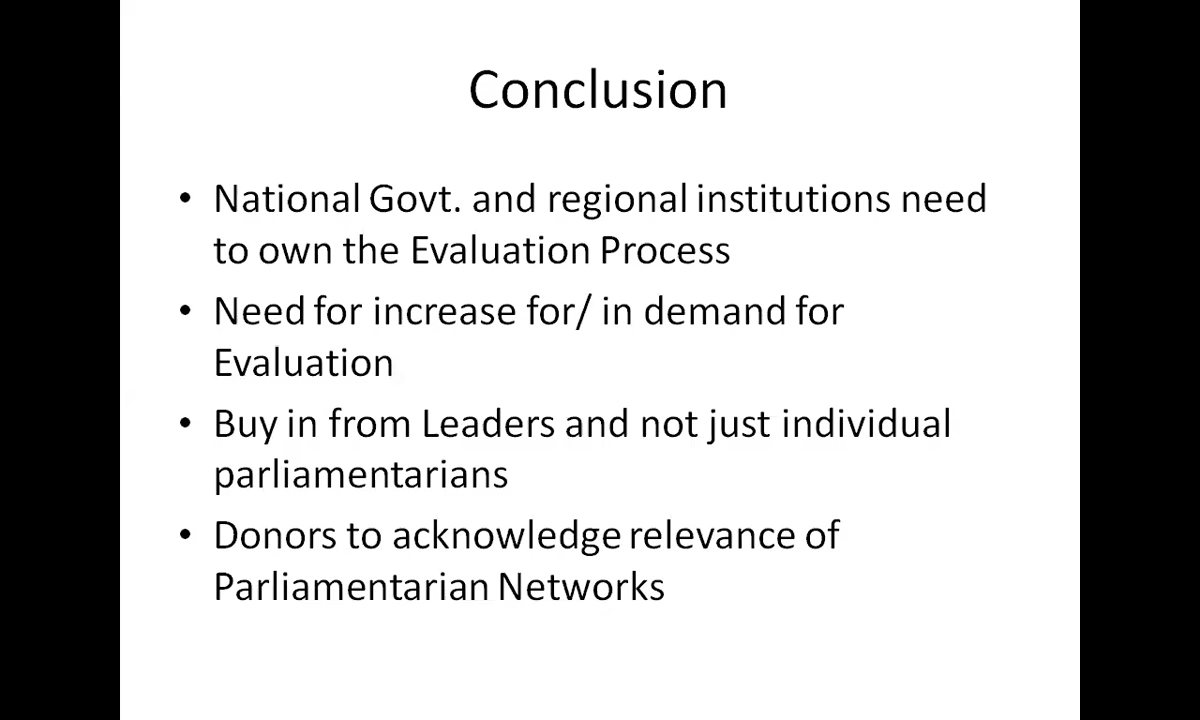 Conclusion
• National Govt. and regional institutions need
to own the Evaluation Process
• Need for increase for/ in demand for
Evaluation
• Buy in from Leaders and not just individual
parliamentarians
• Donors to acknowledge relevance of
Parliamentarian Networks